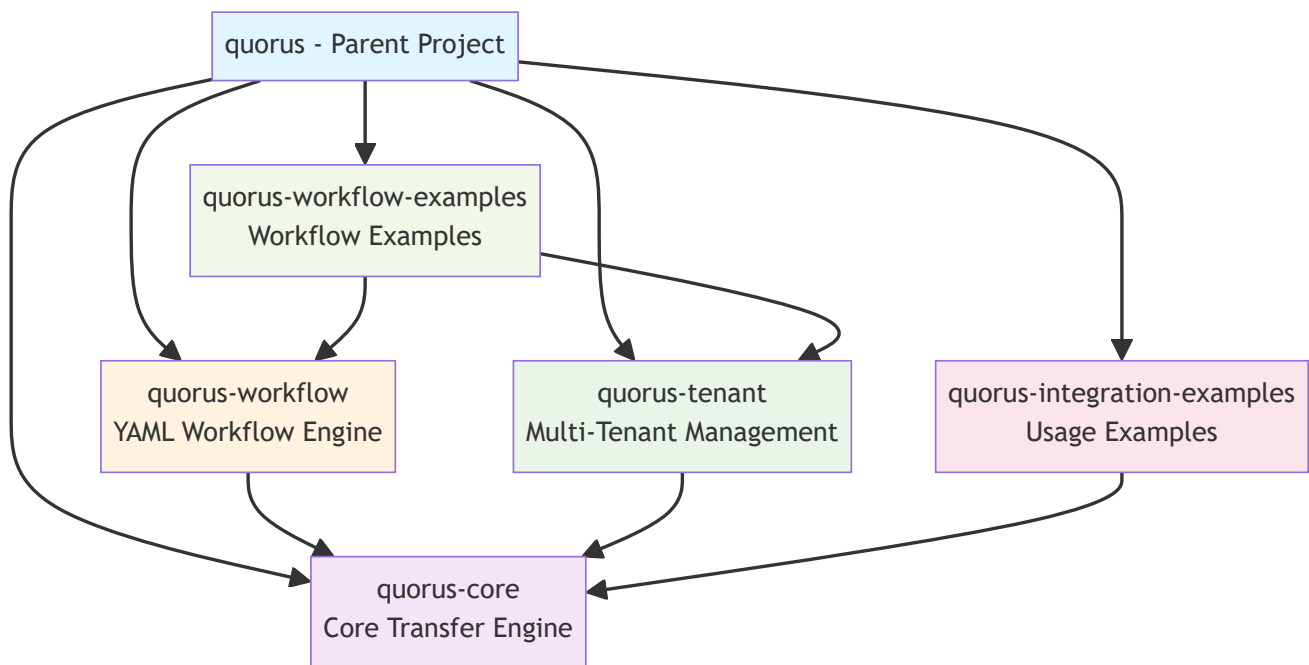 quorus - Parent Project
quorus-workflow-examples
Workflow Examples
quorus-workflow
YAML Workflow Engine
quorus-tenant
Multi-Tenant Management
quorus-integration-examples
Usage Examples
quorus-core
Core Transfer Engine